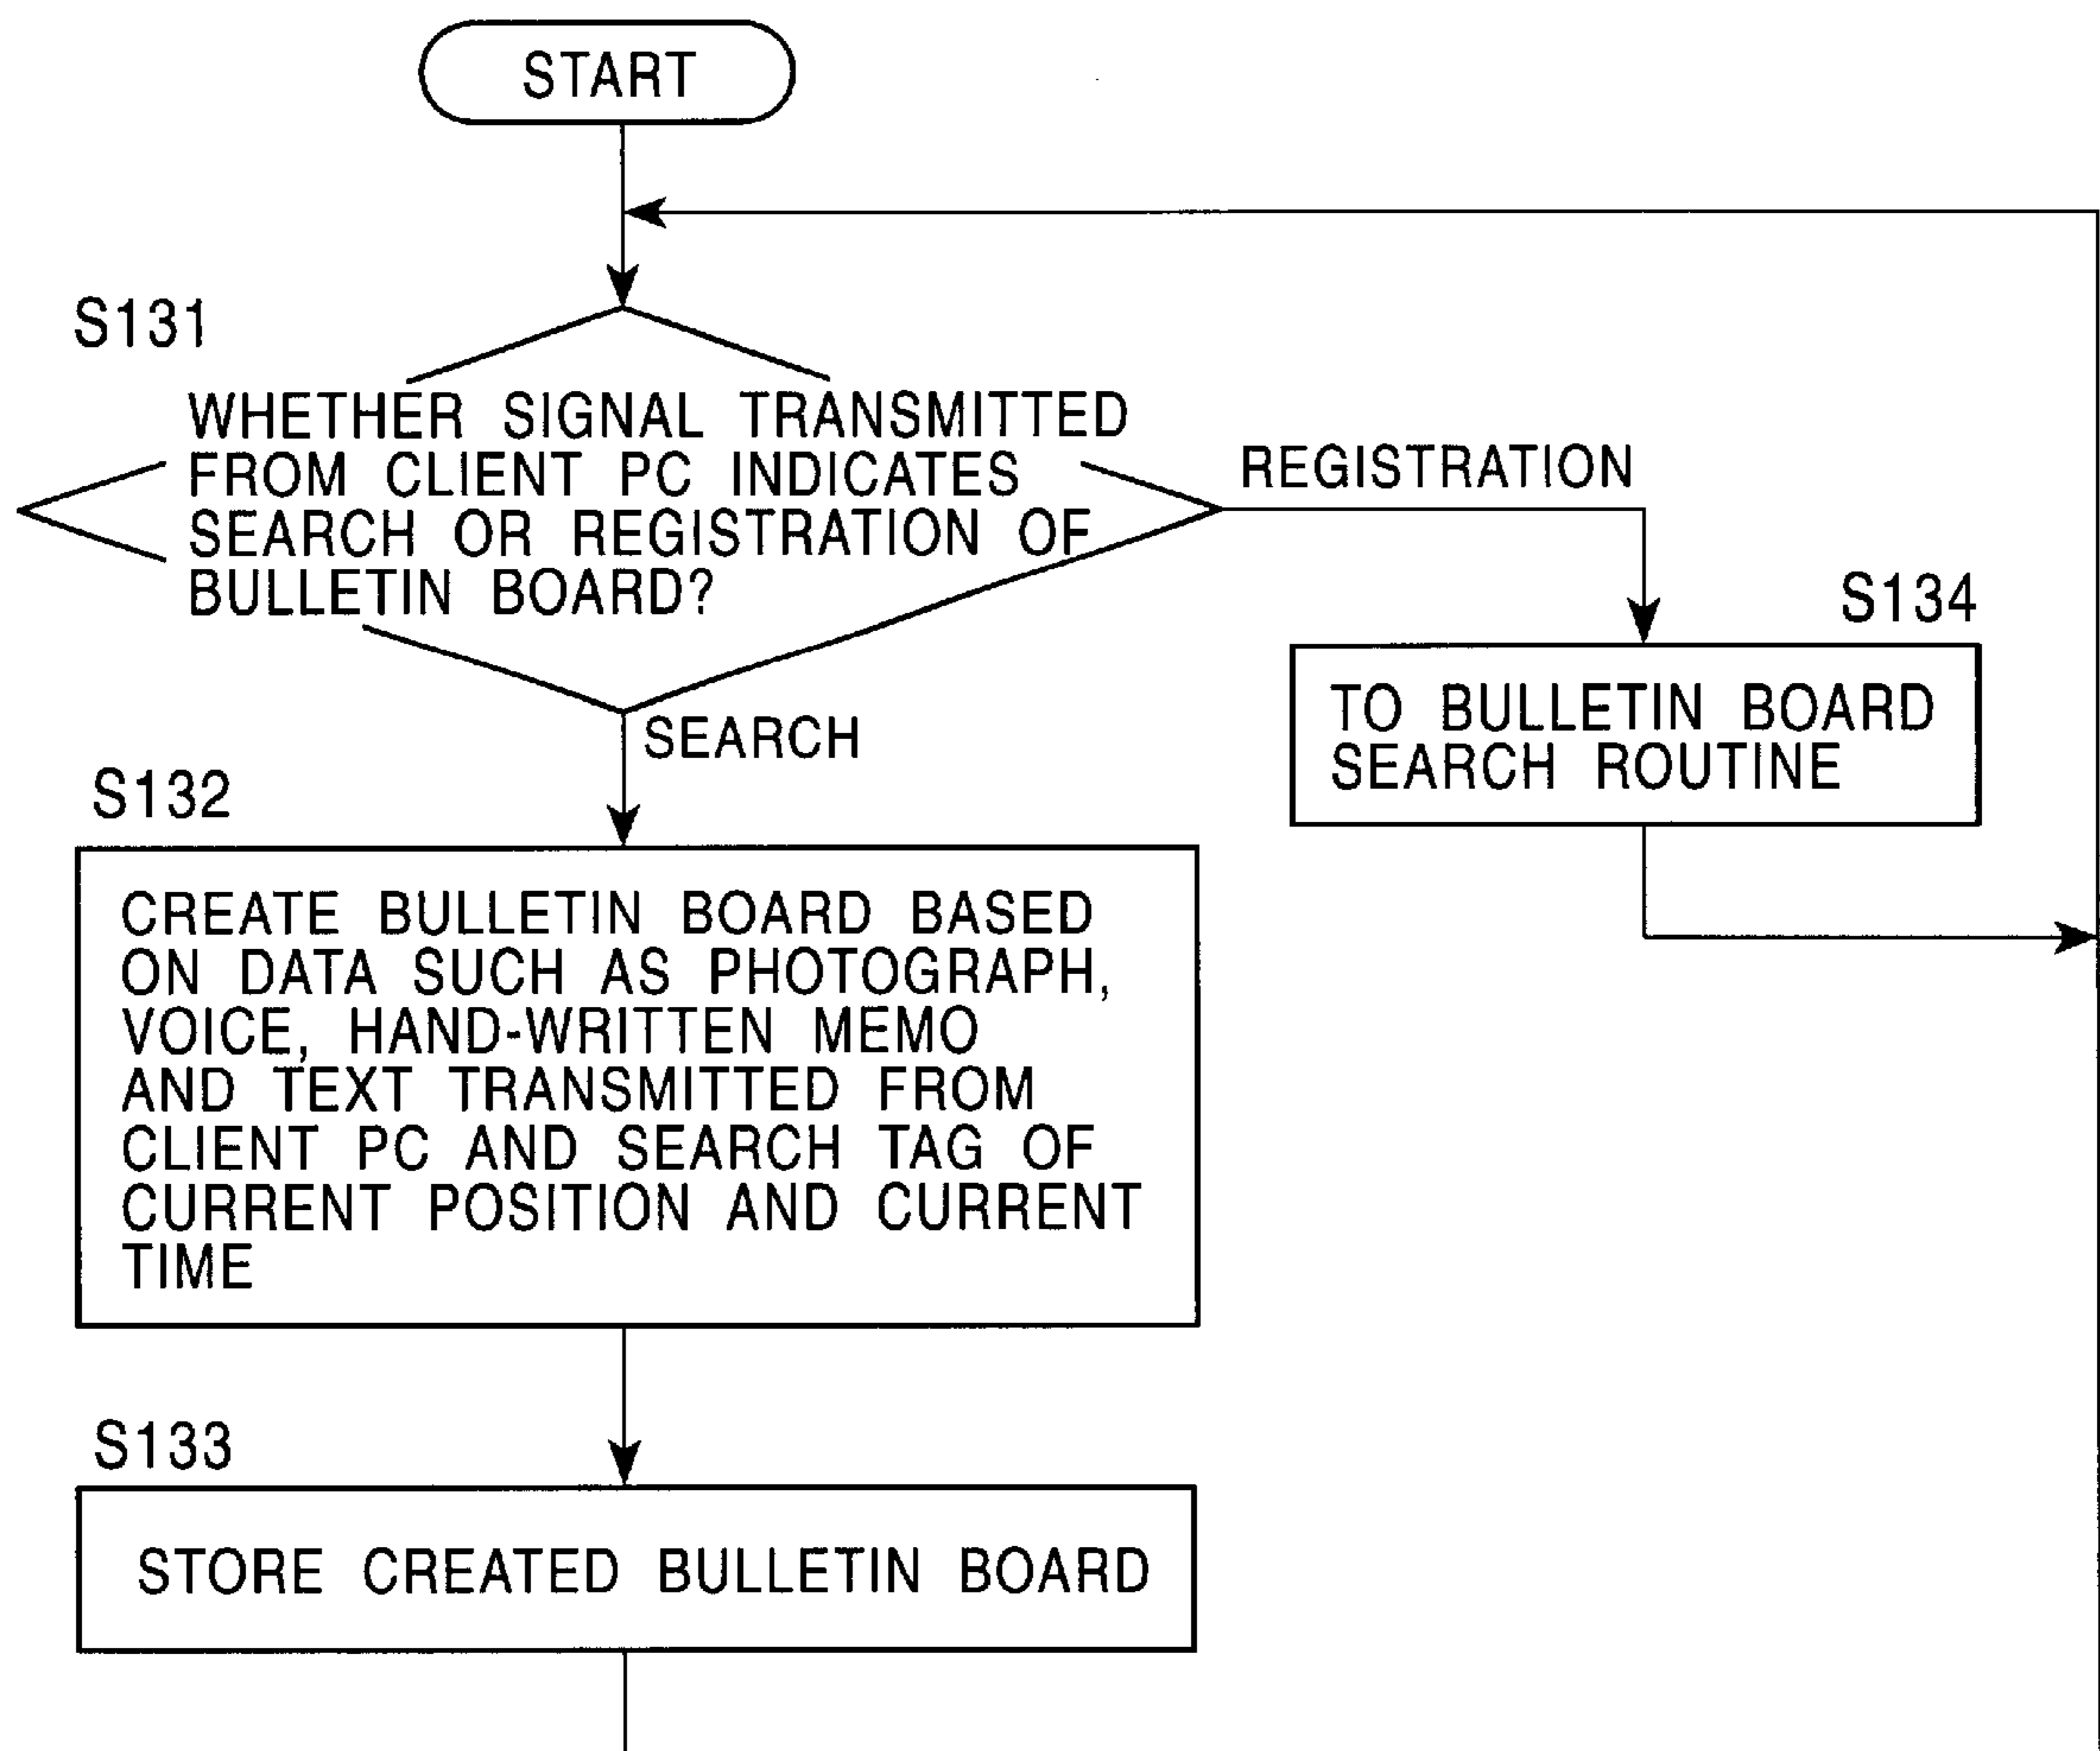 START
S131
WHETHER SIGNAL TRANSMITTED
FROM CLIENT PC INDICATES
SEARCH OR REGISTRATION OF
BULLETIN BOARD?
REGISTRATION
S134
TO BULLETIN BOARD
SEARCH ROUTINE
SEARCH
S132
CREATE BULLETIN BOARD BASED
ON DATA SUCH AS PHOTOGRAPH,
VOICE, HAND-WRITTEN MEMO
AND TEXT TRANSMITTED FROM
CLIENT PC AND SEARCH TAG OF
CURRENT POSITION AND CURRENT
TIME
S133
STORE CREATED BULLETIN BOARD